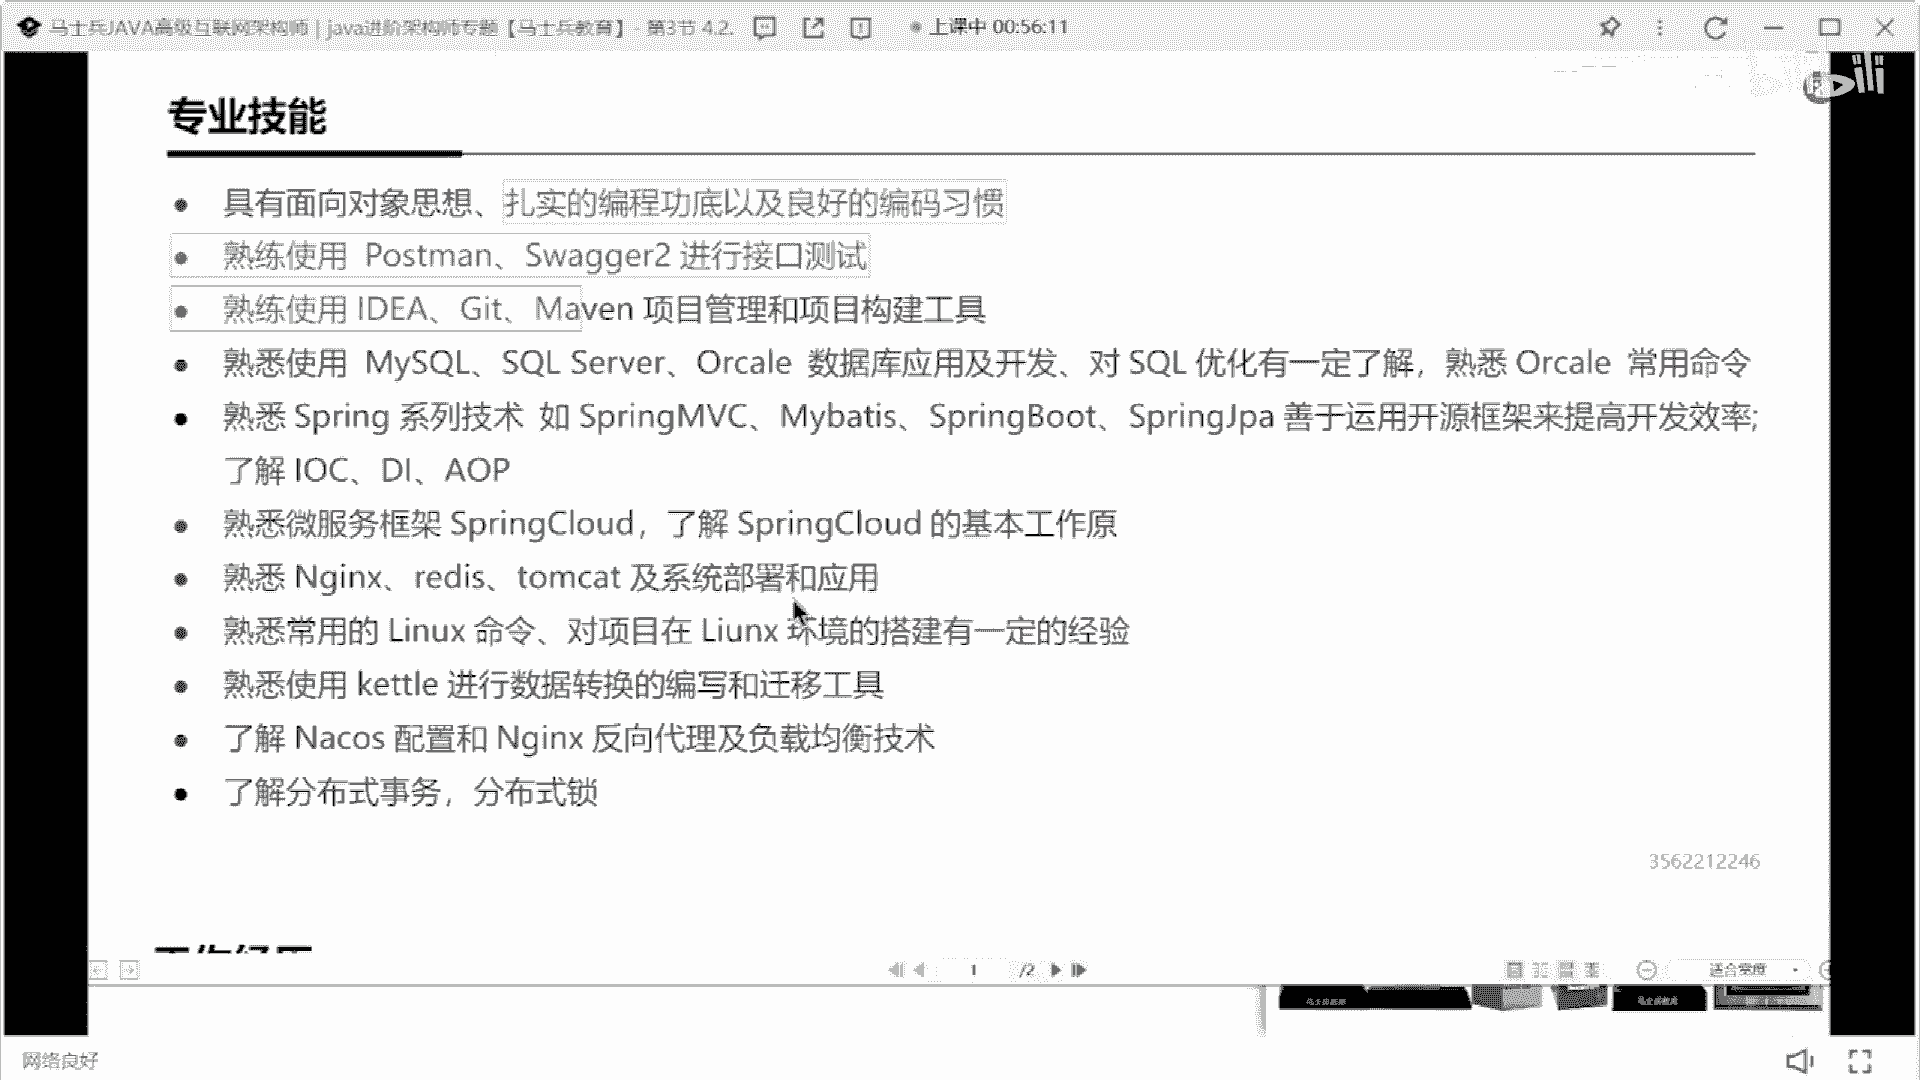 马士兵JAVA高级互联网架构师 | java进阶架构师专题【马士兵教育】- 第3节 4.2.
上课中 00:56:11
专业技能
具有面向对象思想、扎实的编程功底以及良好的编码习惯
熟练使用 Postman、Swagger2 进行接口测试
熟练使用 IDEA、Git、Maven 项目管理和项目构建工具
熟悉使用 MySQL、SQL Server、Orcale 数据库应用及开发、对 SQL 优化有一定了解，熟悉 Orcale 常用命令
熟悉 Spring 系列技术 如 SpringMVC、Mybatis、SpringBoot、SpringJpa 善于运用开源框架来提高开发效率;
了解 IOC、DI、AOP
熟悉微服务框架 SpringCloud，了解 SpringCloud 的基本工作原
熟悉 Nginx、redis、tomcat 及系统部署和应用
熟悉常用的 Linux 命令、对项目在 Liunx 环境的搭建有一定的经验
熟悉使用 kettle 进行数据转换的编写和迁移工具
了解 Nacos 配置和 Nginx 反向代理及负载均衡技术
了解分布式事务，分布式锁
3562212246
1 /2
适合宽度
网络良好